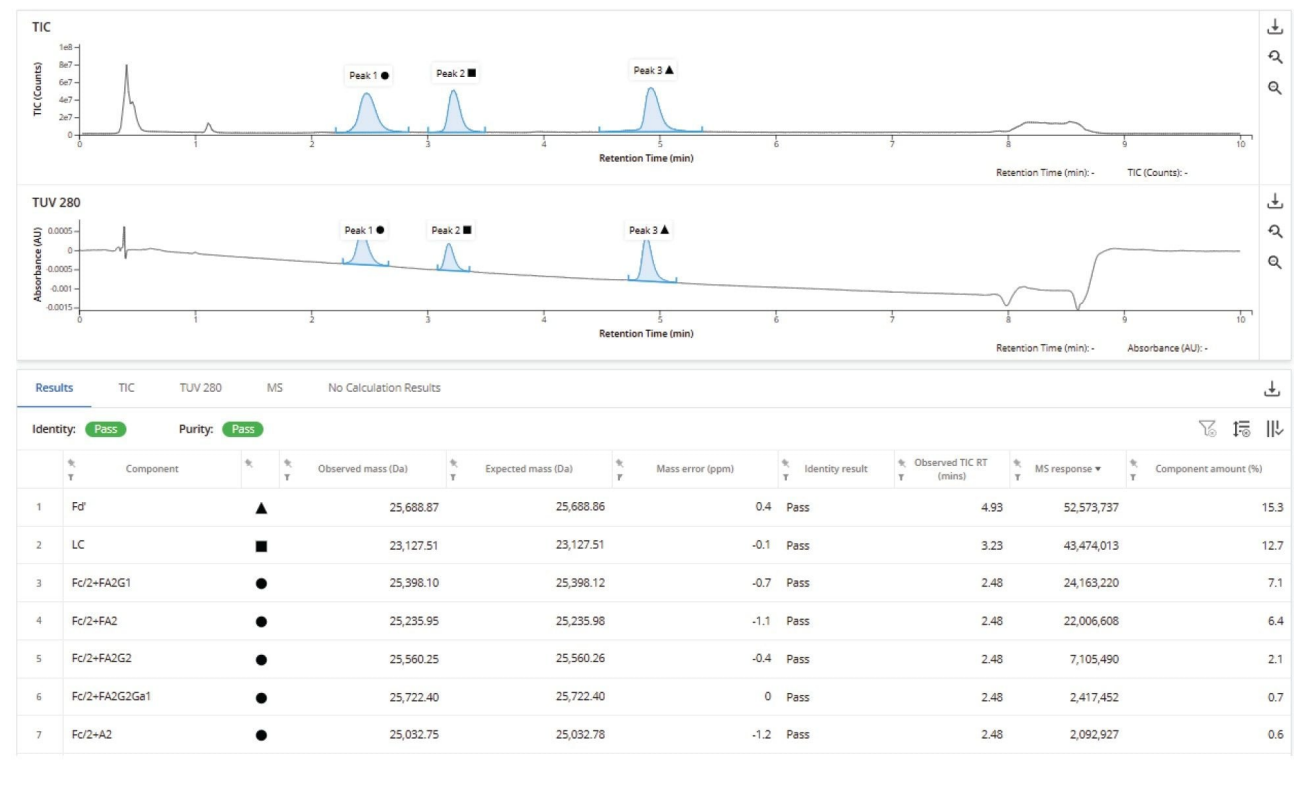 TIC
1e8
8e7
6e7
4e7
2e7
0
TIC (Counts)
Peak 1 ●
Peak 2 ■
Peak 3 ▲
0 1 2 3 4 5 6 7 8 9 10
Retention Time (min)
Retention Time (min): - TIC (Counts): -
TUV 280
0.0005
0
-0.0005
-0.001
-0.0015
Absorbance (AU)
Peak 1 ●
Peak 2 ■
Peak 3 ▲
0 1 2 3 4 5 6 7 8 9 10
Retention Time (min)
Retention Time (min): - Absorbance (AU): -
Results TIC TUV 280 MS No Calculation Results
Identity: Pass Purity: Pass
Component Observed mass (Da) Expected mass (Da) Mass error (ppm) Identity result Observed TIC RT (mins) MS response ▼ Component amount (%)
1 Fd' ▲ 25,688.87 25,688.86 0.4 Pass 4.93 52,573,737 15.3
2 LC ■ 23,127.51 23,127.51 -0.1 Pass 3.23 43,474,013 12.7
3 Fc/2+FA2G1 ● 25,398.10 25,398.12 -0.7 Pass 2.48 24,163,220 7.1
4 Fc/2+FA2 ● 25,235.95 25,235.98 -1.1 Pass 2.48 22,006,608 6.4
5 Fc/2+FA2G2 ● 25,560.25 25,560.26 -0.4 Pass 2.48 7,105,490 2.1
6 Fc/2+FA2G2Ga1 ● 25,722.40 25,722.40 0 Pass 2.48 2,417,452 0.7
7 Fc/2+A2 ● 25,032.75 25,032.78 -1.2 Pass 2.48 2,092,927 0.6